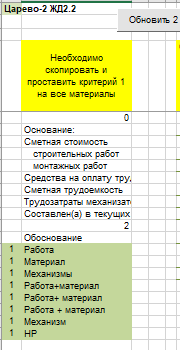 Царево-2 ЖД2.2
Обновить 2
Необходимо
скопировать и
проставить критерий 1
на все материалы
0
Основание:
Сметная стоимость
строительных работ
монтажных работ
Средства на оплату
Сметная трудоемкость
Трудозатраты
Составлен(а) в текущих
2
Обоснование
1 Работа
1 Материал
1 Механизмы
1 Работа+материал
1 Работа+ материал
1 Работа + материал
1 Механизм
1 НР